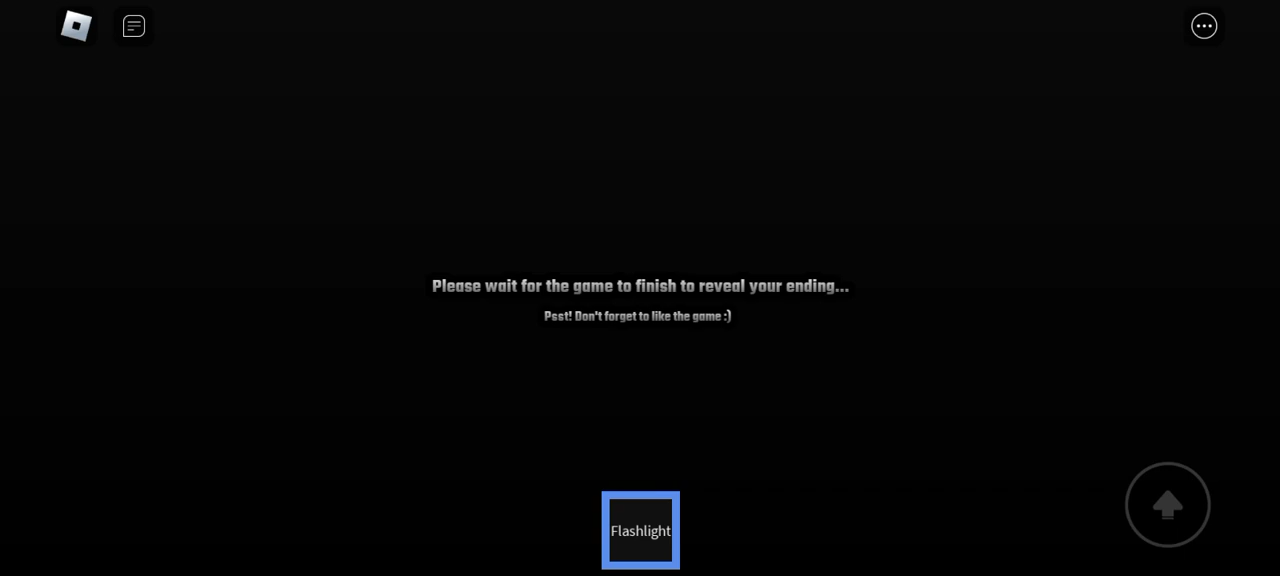 Please wait for the game to finish to reveal your ending...
Psst! Don't forget to like the game :)
Flashlight